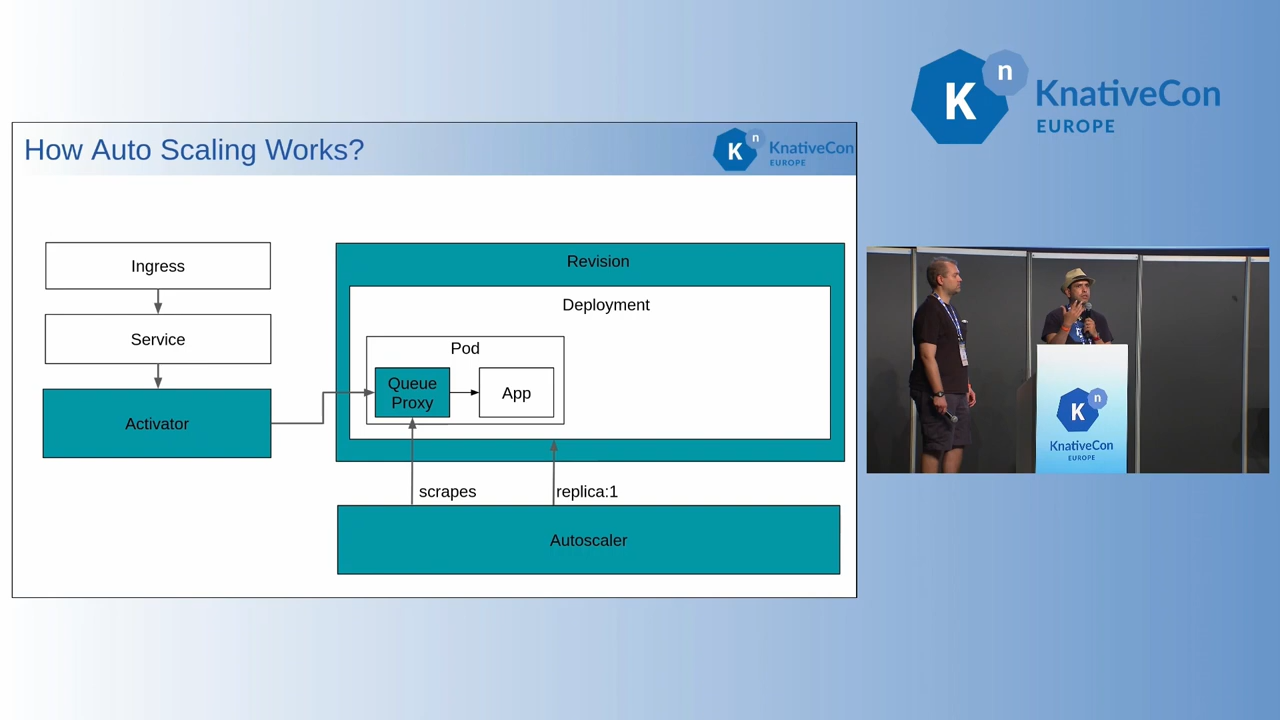 K n KnativeCon
EUROPE
How Auto Scaling Works?
K n KnativeCon
EUROPE
Ingress
Service
Activator
Revision
Deployment
Pod
Queue
Proxy
App
scrapes
replica:1
Autoscaler
K n
KnativeCon
EUROPE